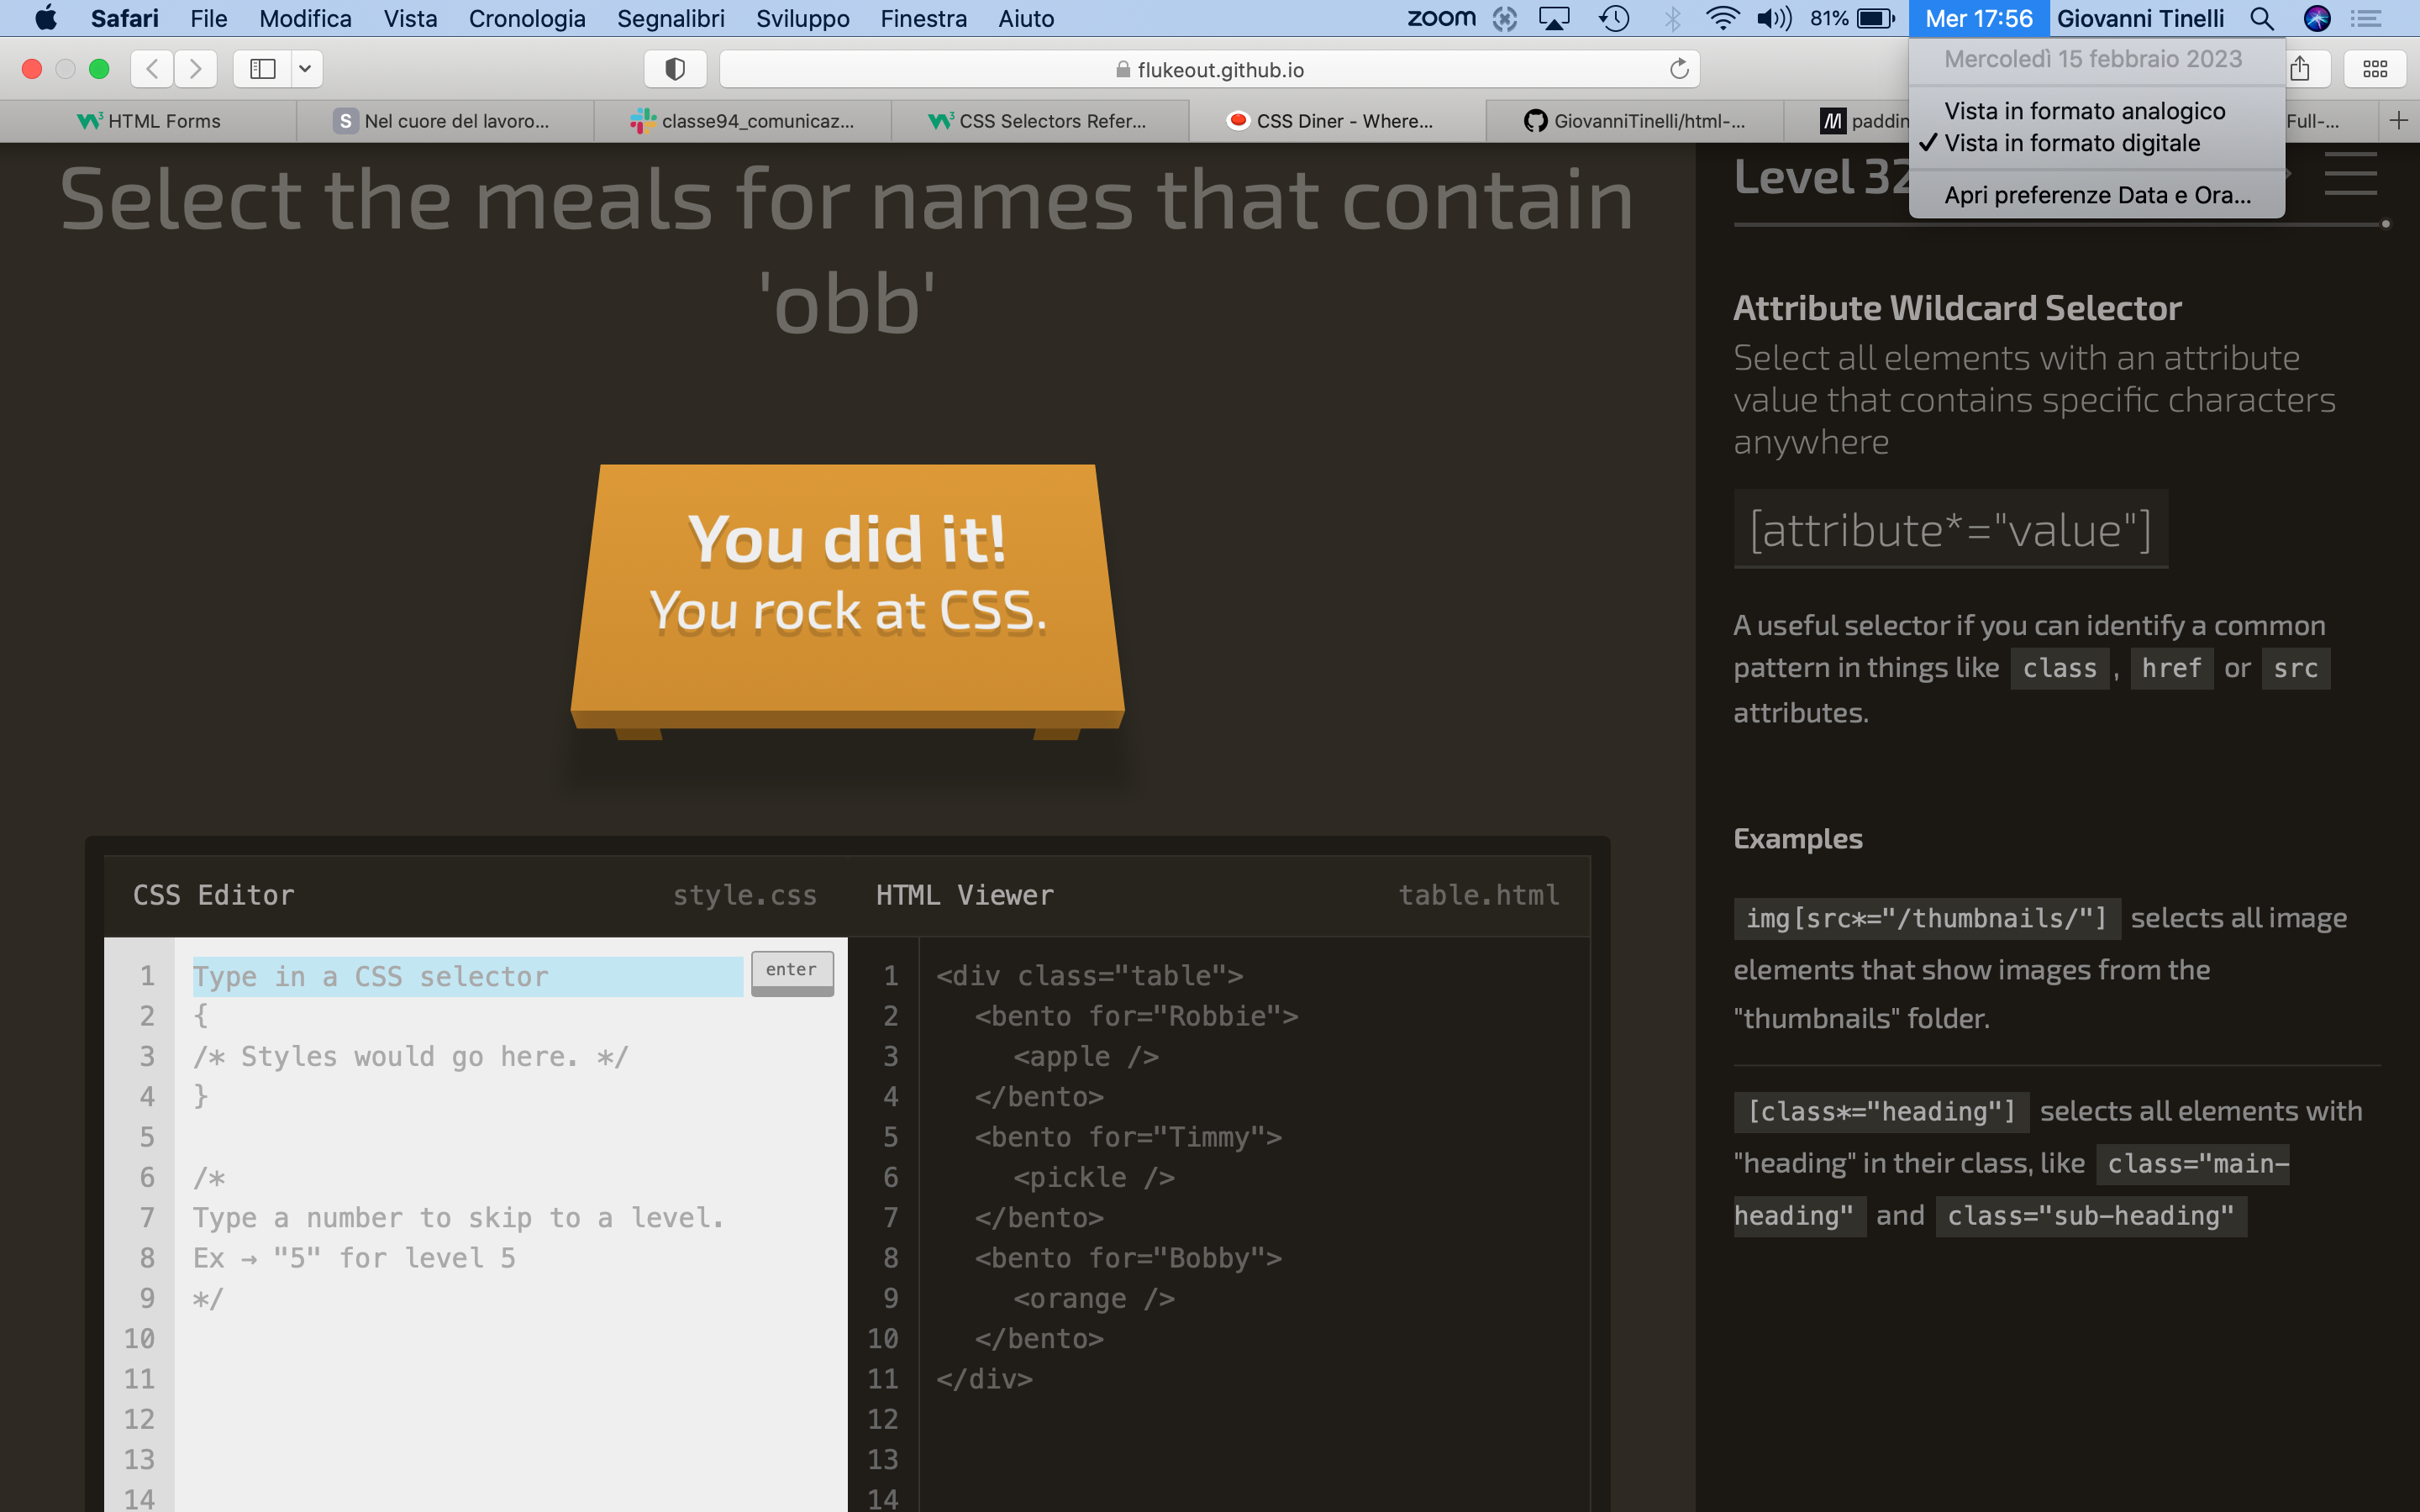 Safari File Modifica Vista Cronologia Segnalibri Sviluppo Finestra Aiuto zoom 81% Mer 17:56 Giovanni Tinelli
Mercoledì 15 febbraio 2023
Vista in formato analogico
✓ Vista in formato digitale
Apri preferenze Data e Ora...
flukeout.github.io
HTML Forms
S Nel cuore del lavoro...
classe94_comunicaz...
CSS Selectors Refer...
CSS Diner - Where...
GiovanniTinelli/html-...
M paddin
Full-...
Select the meals for names that contain
'obb'
You did it!
You rock at CSS.
CSS Editor style.css
1 Type in a CSS selector enter
2 {
3 /* Styles would go here. */
4 }
5
6 /*
7 Type a number to skip to a level.
8 Ex → "5" for level 5
9 */
10
11
12
13
14
HTML Viewer table.html
1 <div class="table">
2 <bento for="Robbie">
3 <apple />
4 </bento>
5 <bento for="Timmy">
6 <pickle />
7 </bento>
8 <bento for="Bobby">
9 <orange />
10 </bento>
11 </div>
12
13
14
Level 32
Attribute Wildcard Selector
Select all elements with an attribute
value that contains specific characters
anywhere
[attribute*="value"]
A useful selector if you can identify a common
pattern in things like class , href or src
attributes.
Examples
img[src*="/thumbnails/"] selects all image
elements that show images from the
"thumbnails" folder.
[class*="heading"] selects all elements with
"heading" in their class, like class="main-
heading" and class="sub-heading"